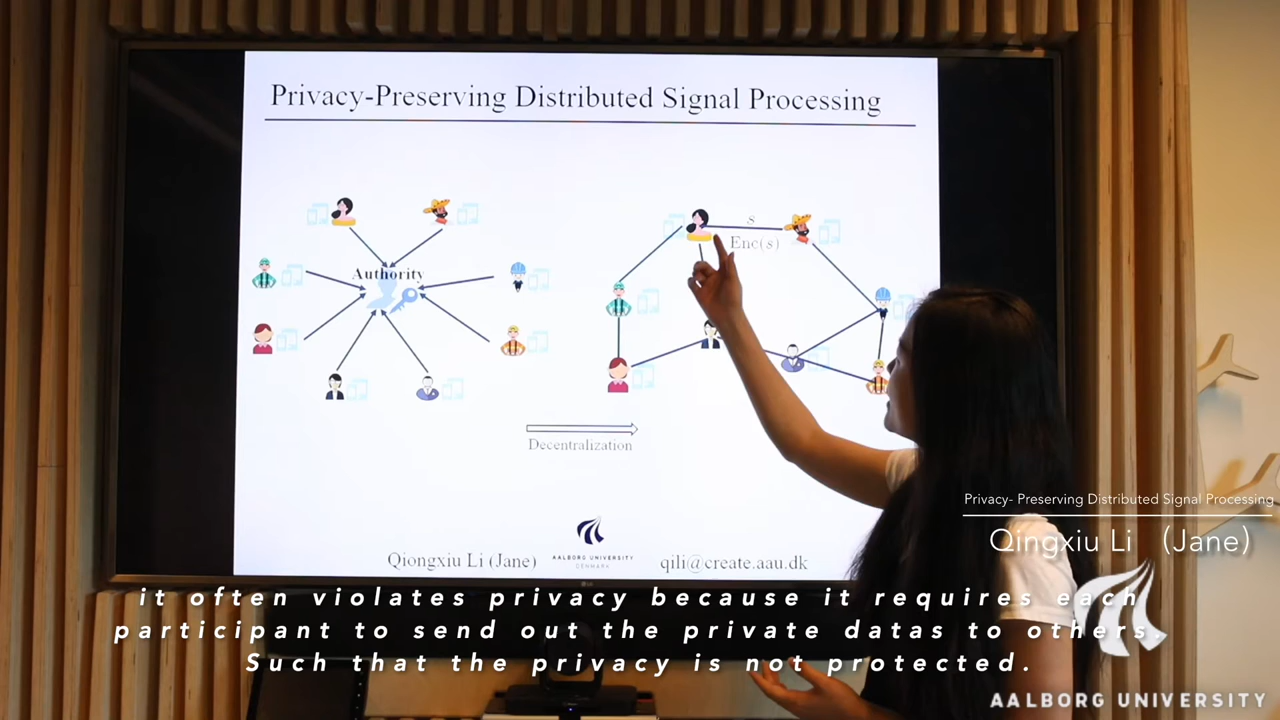 Privacy-Preserving Distributed Signal Processing
Authority
s
Enc(s)
Decentralization
Qiongxiu Li (Jane)
AALBORG UNIVERSITY
DENMARK
qili@create.aau.dk
LG
Privacy- Preserving Distributed Signal Processing
Qingxiu Li (Jane)
it often violates privacy because it requires each
participant to send out the private datas to others.
Such that the privacy is not protected.
AALBORG UNIVERSITY